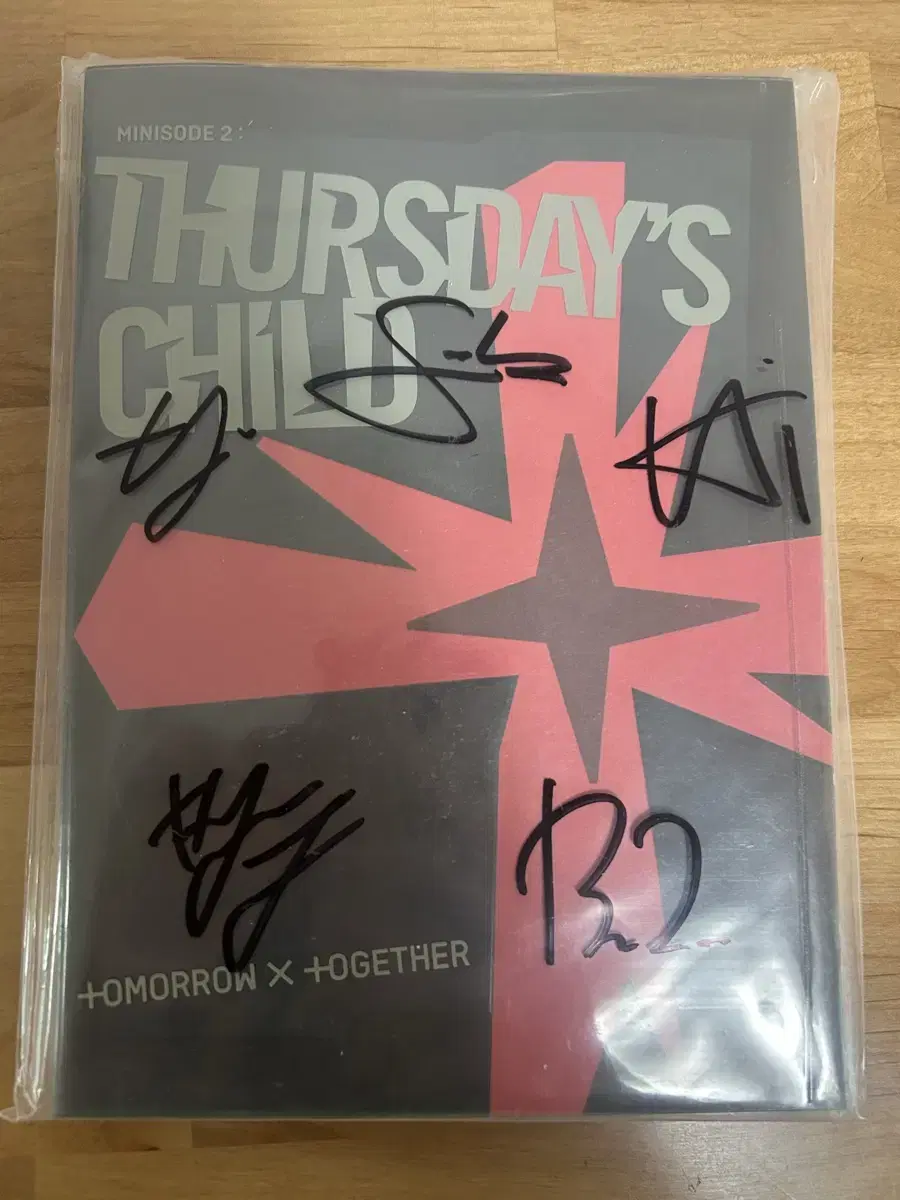 MINISODE 2:
THURSDAY'S
CHILD
KAi
TOMORROW X TOGETHER